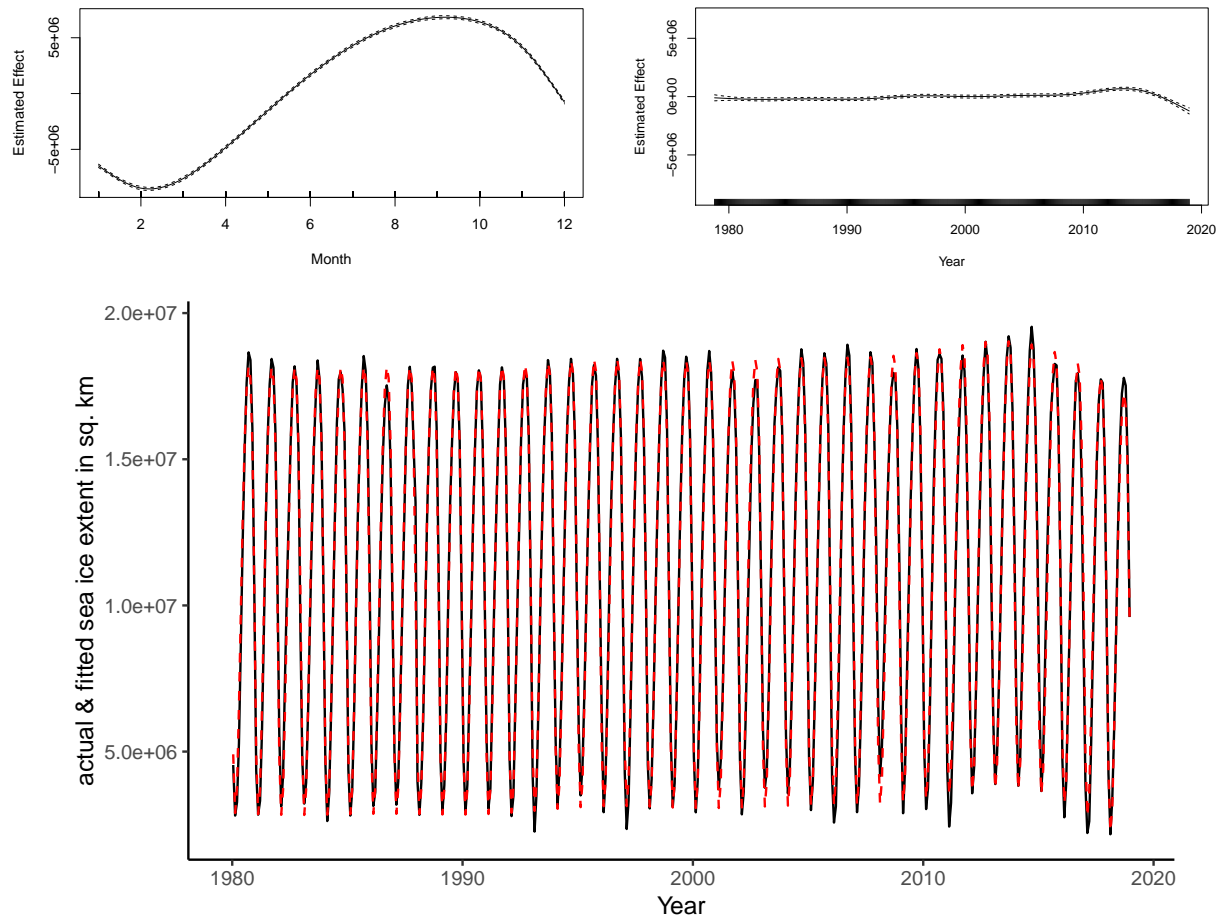 Estimated Effect
5e+06
−5e+06
2 4 6 8 10 12
Month
Estimated Effect
5e+06
0e+00
−5e+06
1980 1990 2000 2010 2020
Year
actual & fitted sea ice extent in sq. km
2.0e+07
1.5e+07
1.0e+07
5.0e+06
1980 1990 2000 2010 2020
Year